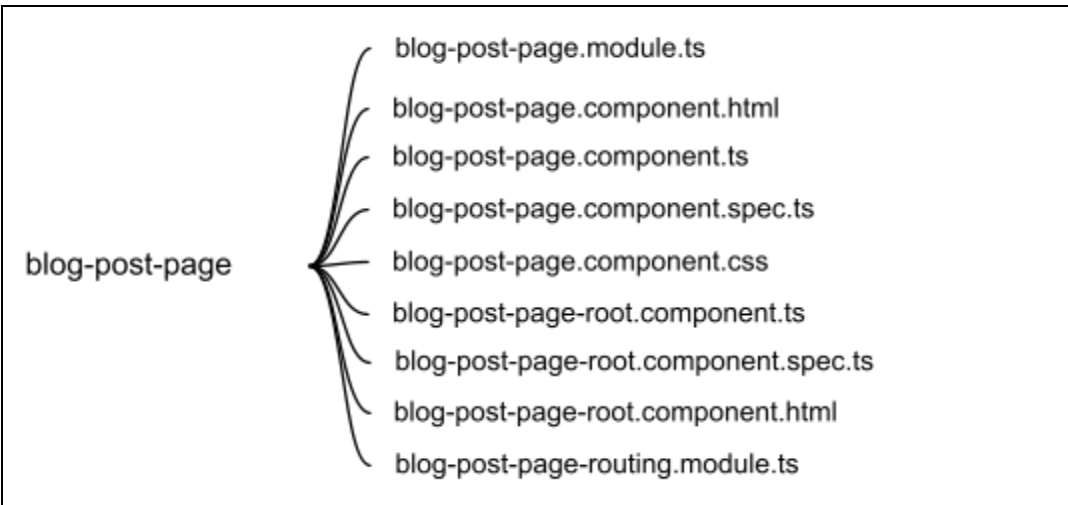 blog-post-page.module.ts
blog-post-page.component.html
blog-post-page.component.ts
blog-post-page.component.spec.ts
blog-post-page
blog-post-page.component.css
blog-post-page-root.component.ts
blog-post-page-root.component.spec.ts
blog-post-page-root.component.html
blog-post-page-routing.module.ts